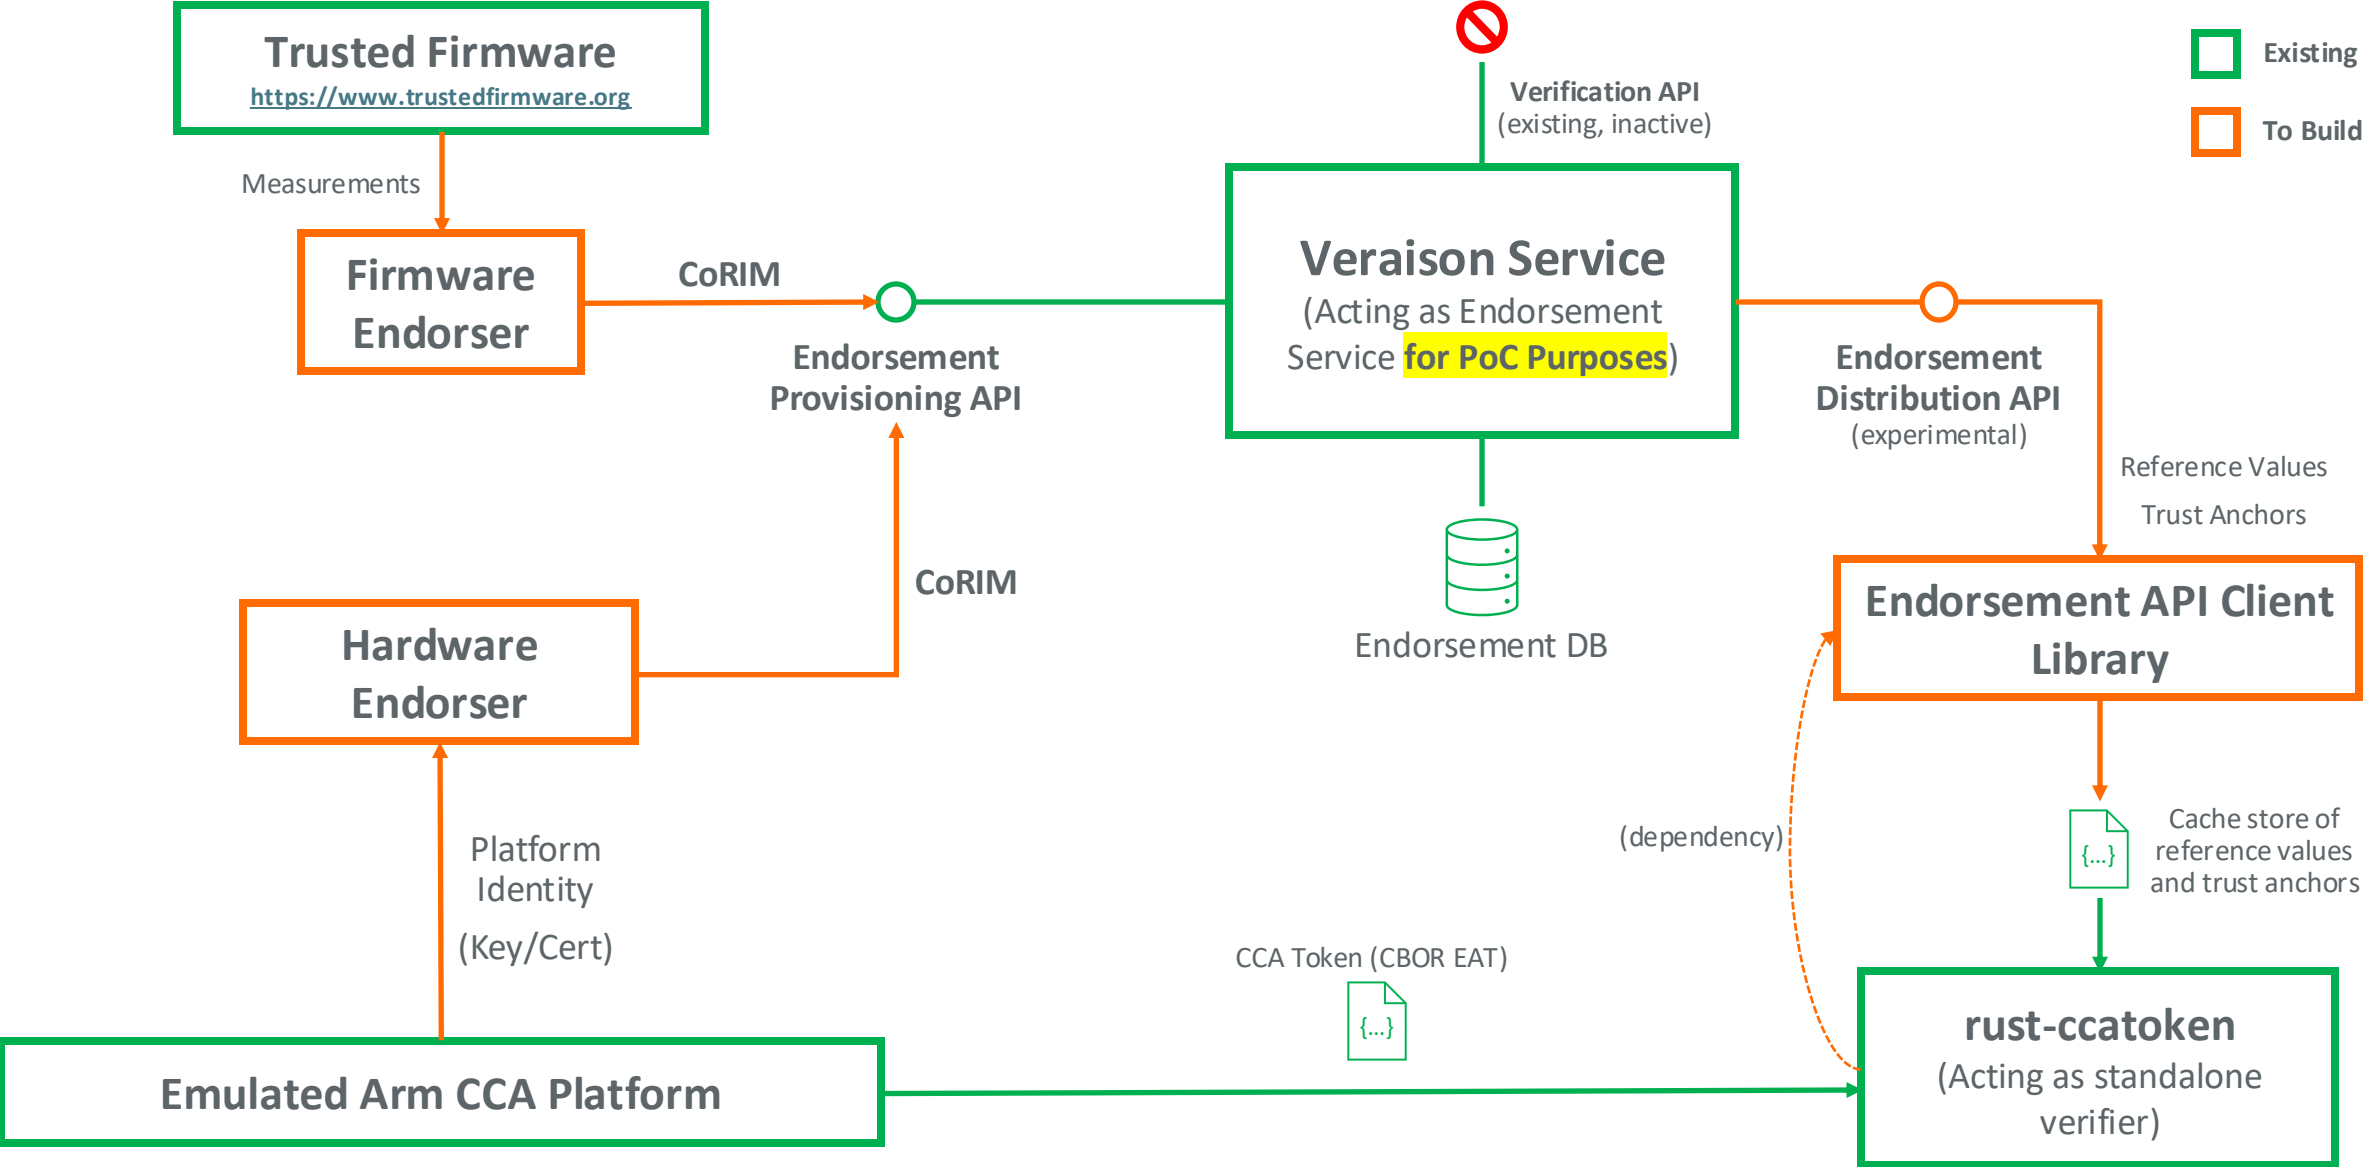 Trusted Firmware
https://www.trustedfirmware.org
Measurements
Firmware
Endorser
CoRIM
Endorsement
Provisioning API
CoRIM
Hardware
Endorser
Platform
Identity
(Key/Cert)
Emulated Arm CCA Platform
Verification API
(existing, inactive)
Veraison Service
(Acting as Endorsement
Service for PoC Purposes)
Endorsement DB
CCA Token (CBOR EAT)
{...}
Existing
To Build
Endorsement
Distribution API
(experimental)
Reference Values
Trust Anchors
Endorsement API Client
Library
(dependency)
{...}
Cache store of
reference values
and trust anchors
rust-ccatoken
(Acting as standalone
verifier)